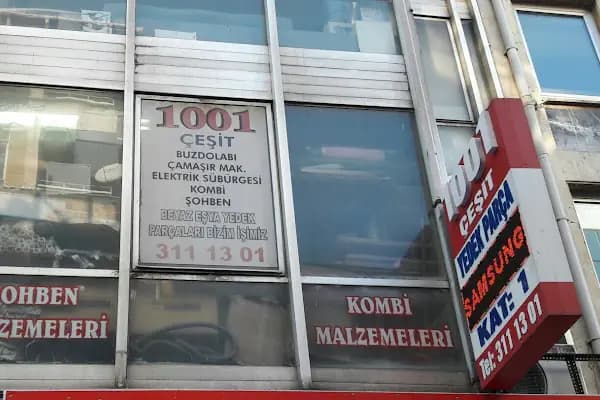 1001
ÇEŞİT
BUZDOLABI
ÇAMAŞIR MAK.
ELEKTRİK SÜBÜRGESİ
KOMBİ
ŞOHBEN
BEYAZ EŞYA YEDEK
PARÇALARI BİZİM İŞİMİZ
311 13 01
OHBEN
ZEMELERİ
KOMBİ
MALZEMELERİ
1001
ÇEŞİT
YEDEK PARÇA
SAMSUNG
KAT: 1
Tel: 311 13 01